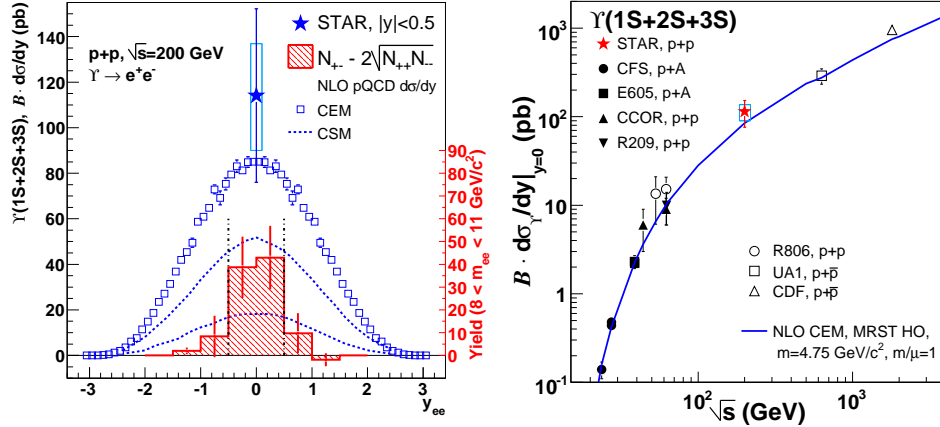 Υ(1S+2S+3S), B· dσ/dy (pb)
140
120
100
80
60
40
20
0
p+p, √s=200 GeV
Υ → e⁺e⁻
STAR, |y|<0.5
N₊₋ - 2√N₊₊N₋₋
NLO pQCD dσ/dy
CEM
CSM
90
80
70
60
50
40
30
20
10
0
Yield (8 < m_ee < 11 GeV/c²)
-3 -2 -1 0 1 2 3
y_ee
B · dσ_Υ/dy|_y=0 (pb)
10³
10²
10
1
10⁻¹
Υ(1S+2S+3S)
STAR, p+p
CFS, p+A
E605, p+A
CCOR, p+p
R209, p+p
R806, p+p
UA1, p+p̅
CDF, p+p̅
NLO CEM, MRST HO,
m=4.75 GeV/c², m/μ=1
10² 10³
√s (GeV)